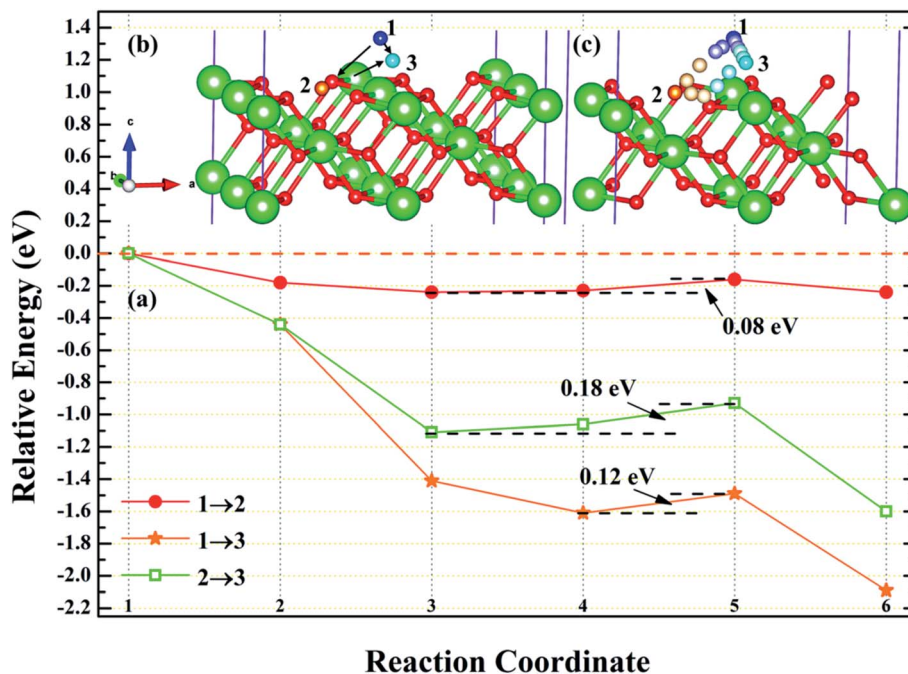 1.4
1.2
1.0
0.8
0.6
0.4
0.2
0.0
-0.2
-0.4
-0.6
-0.8
-1.0
-1.2
-1.4
-1.6
-1.8
-2.0
-2.2
Relative Energy (eV)
(b)
1
2
3
(c)
1
2
3
c
b
a
(a)
0.08 eV
0.18 eV
0.12 eV
1→2
1→3
2→3
1 2 3 4 5 6
Reaction Coordinate